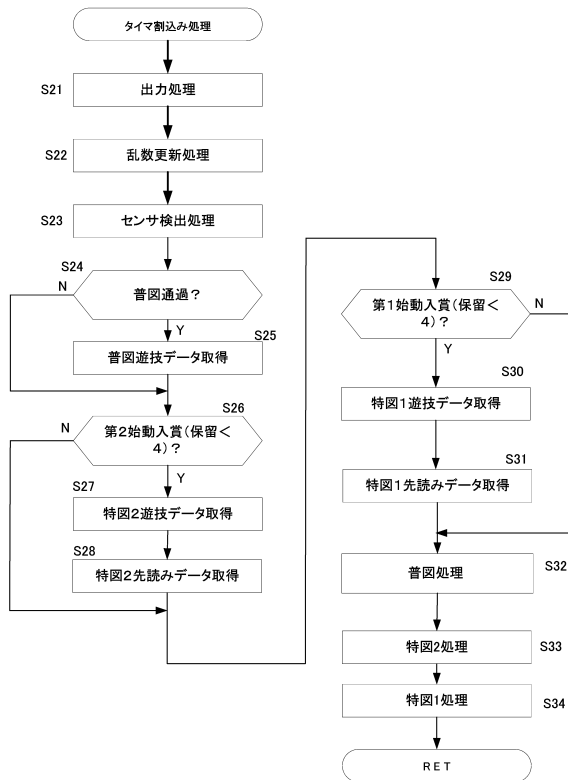 タイマ割込み処理
S21
出力処理
S22
乱数更新処理
S23
センサ検出処理
S24
普図通過？
N
Y
S25
普図遊技データ取得
S26
第２始動入賞（保留＜
４）？
N
Y
S27
特図２遊技データ取得
S28
特図２先読みデータ取得
S29
第１始動入賞（保留＜
４）？
N
Y
S30
特図１遊技データ取得
S31
特図１先読みデータ取得
S32
普図処理
特図2処理
S33
特図1処理
S34
ＲＥＴ